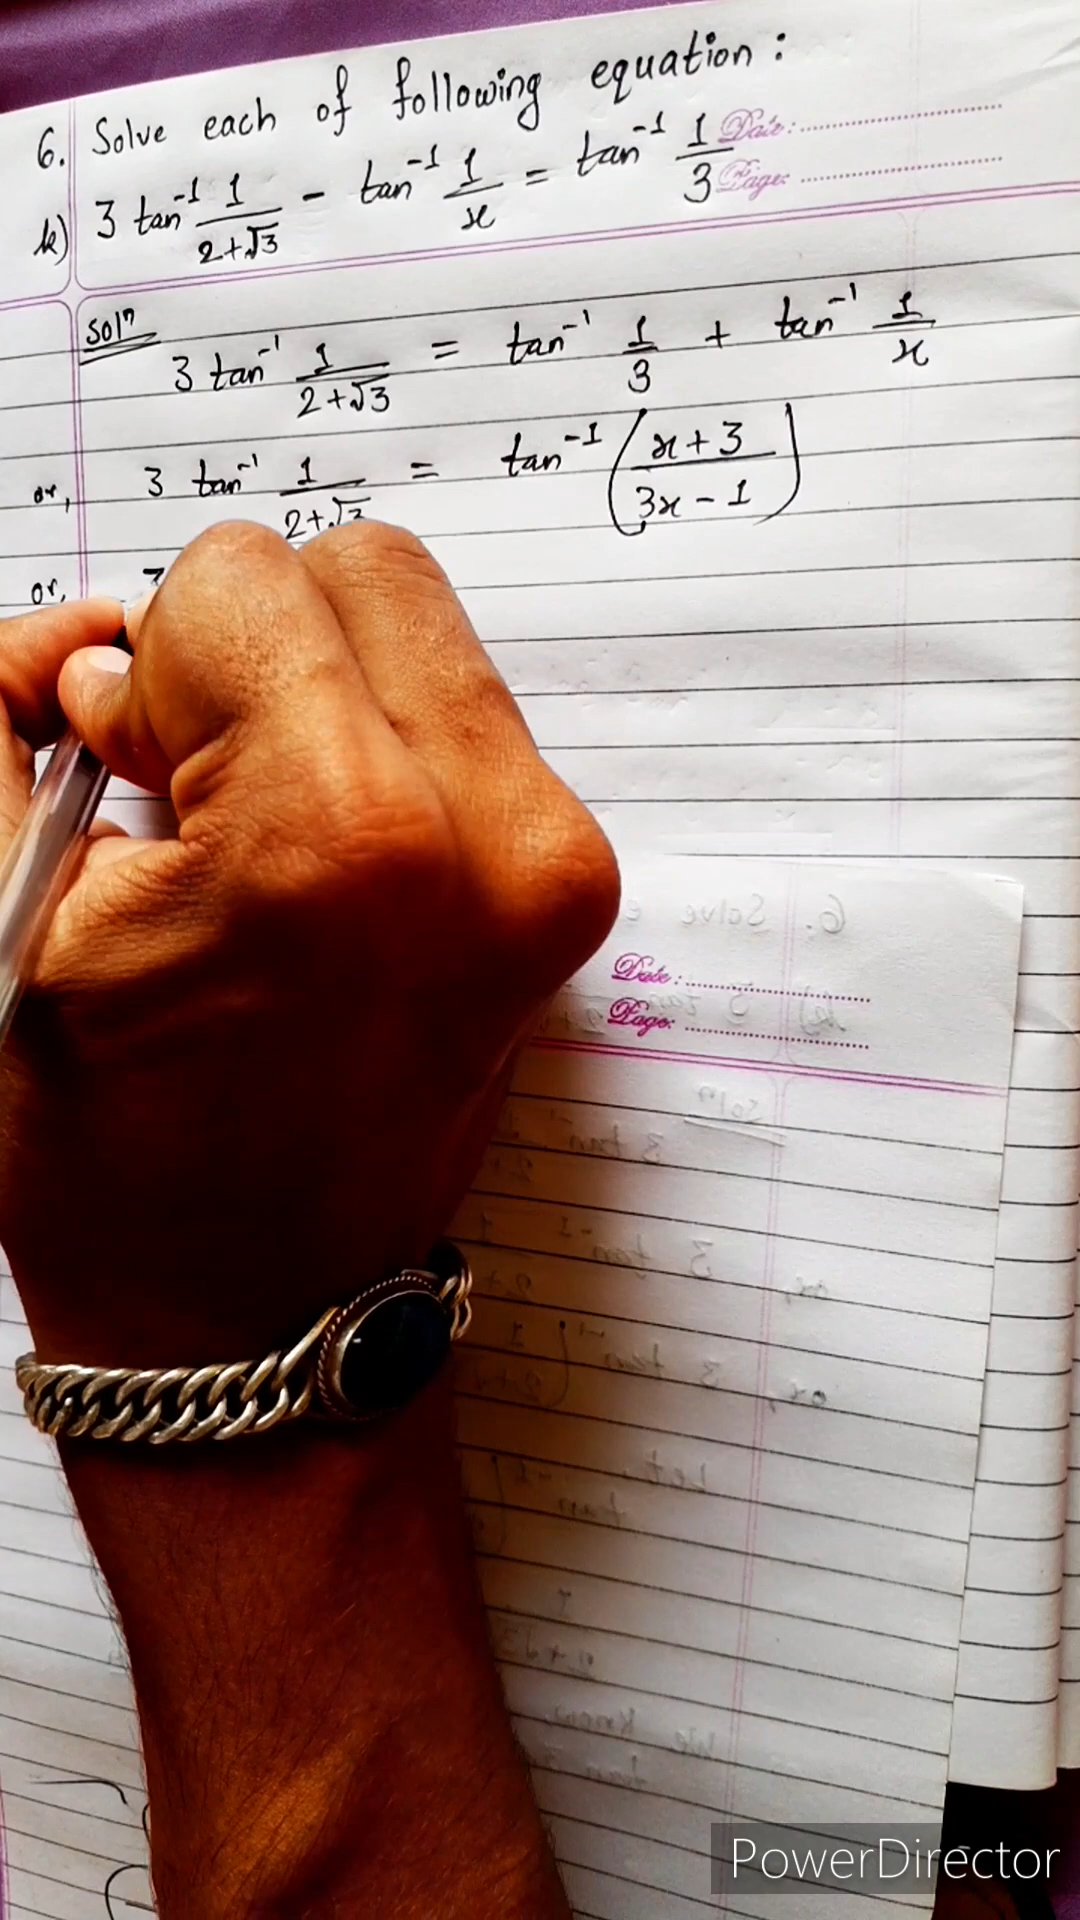 6. Solve each of following equation :
k) 3 tan⁻¹ 1/(2+√3) - tan⁻¹ 1/x = tan⁻¹ 1/3
Date:
Page:
Solⁿ
3 tan⁻¹ 1/(2+√3) = tan⁻¹ 1/3 + tan⁻¹ 1/x
or, 3 tan⁻¹ 1/(2+√3) = tan⁻¹ ((x+3)/(3x-1))
or, 3
Date:
Page:
PowerDirector